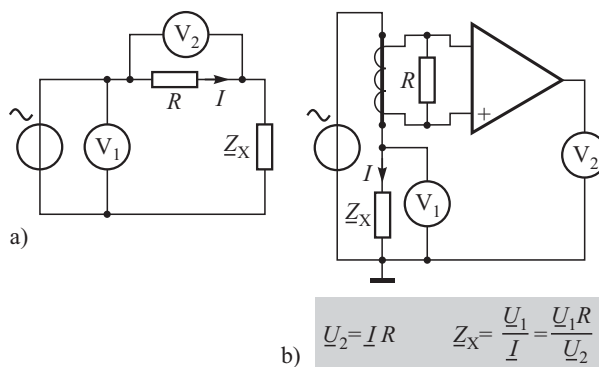 a)
V2
R
I
V1
ZX
b)
R
+
V2
I
ZX
V1
U2 = I R
ZX = U1 / I = U1R / U2